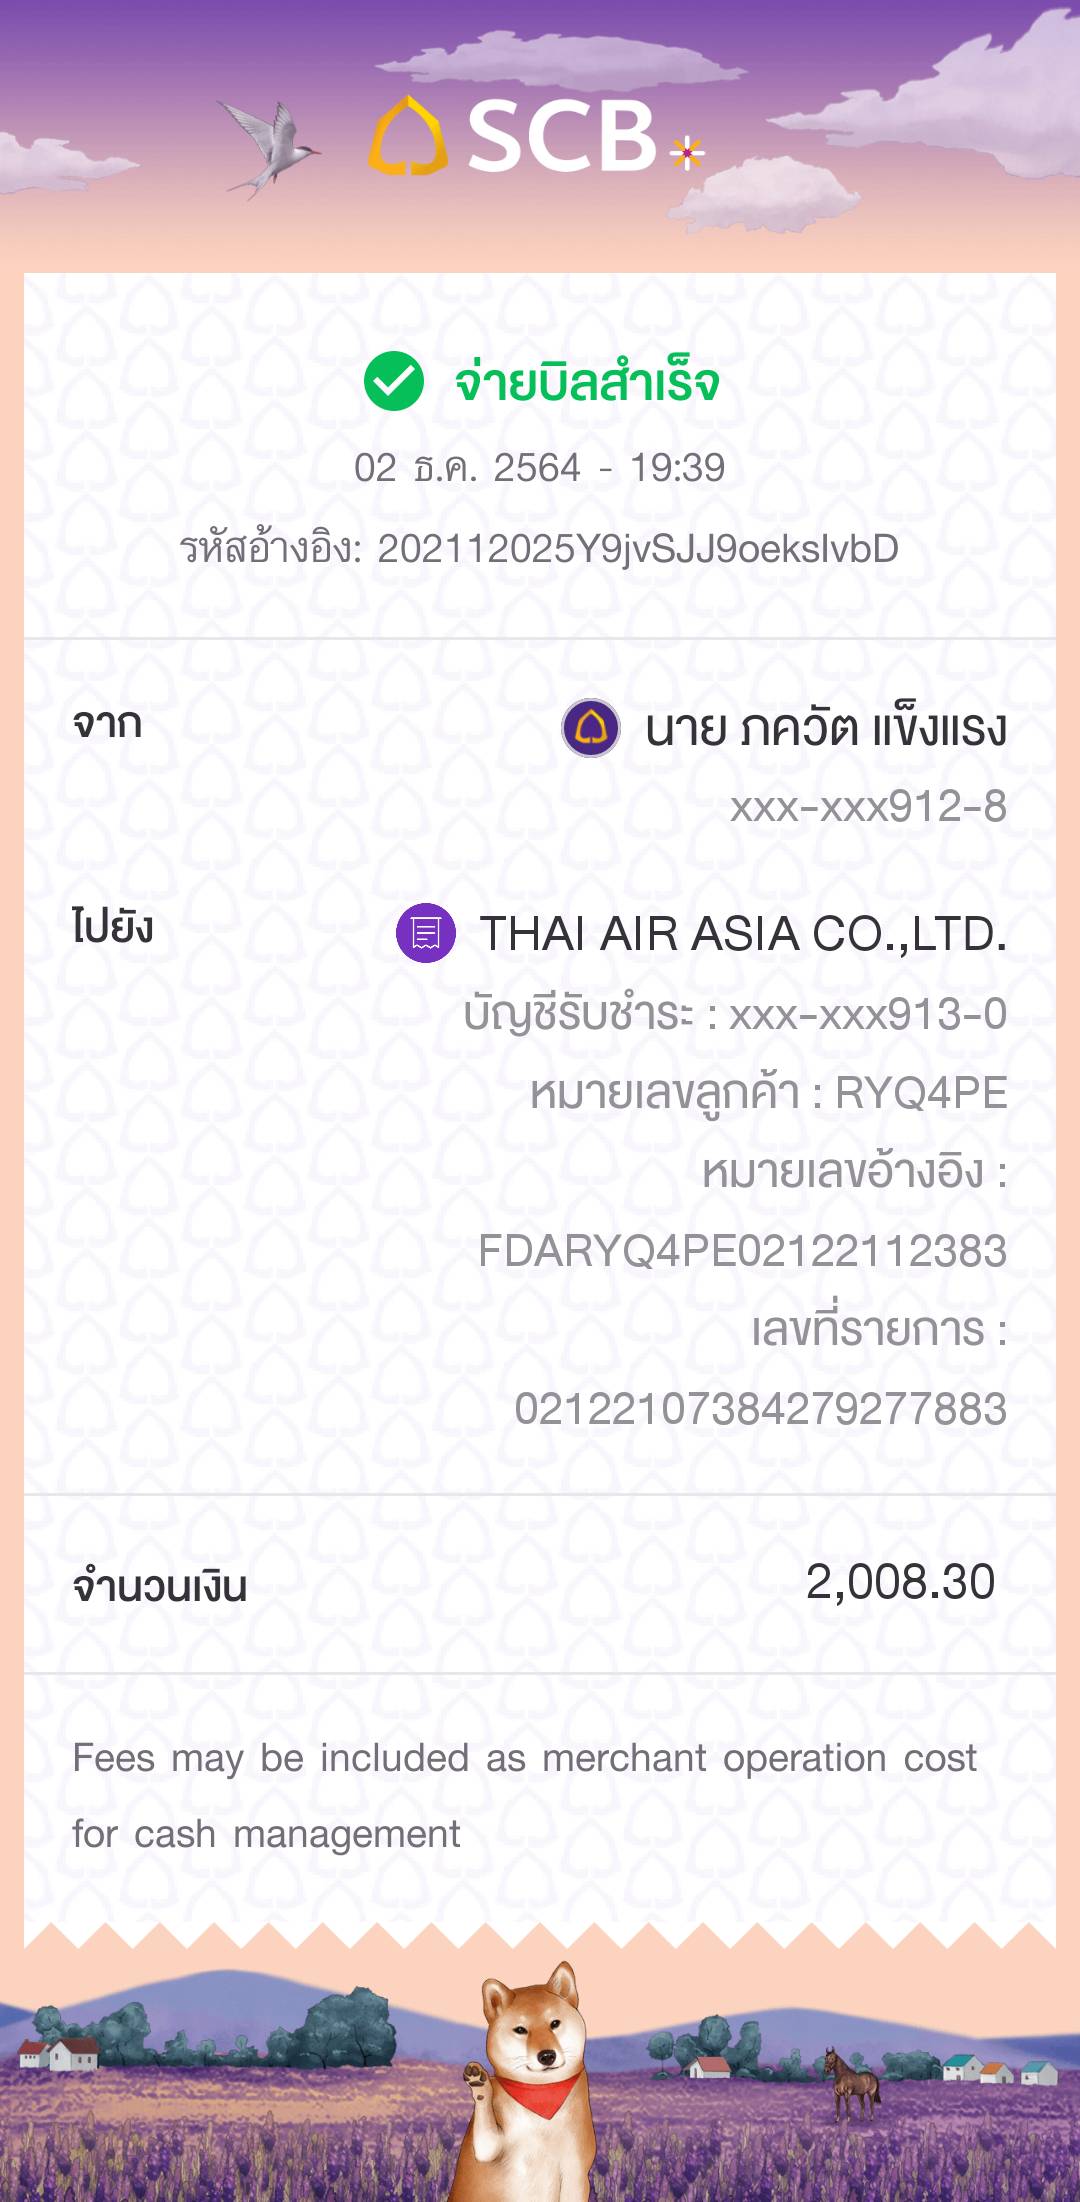 SCB
จ่ายบิลสำเร็จ
02 ธ.ค. 2564 - 19:39
รหัสอ้างอิง: 202112025Y9jvSJJ9oeksIvbD
จาก
นาย ภควัต แข็งแรง
xxx-xxx912-8
ไปยัง
THAI AIR ASIA CO.,LTD.
บัญชีรับชำระ : xxx-xxx913-0
หมายเลขลูกค้า : RYQ4PE
หมายเลขอ้างอิง :
FDARYQ4PE02122112383
เลขที่รายการ :
02122107384279277883
จำนวนเงิน
2,008.30
Fees may be included as merchant operation cost
for cash management